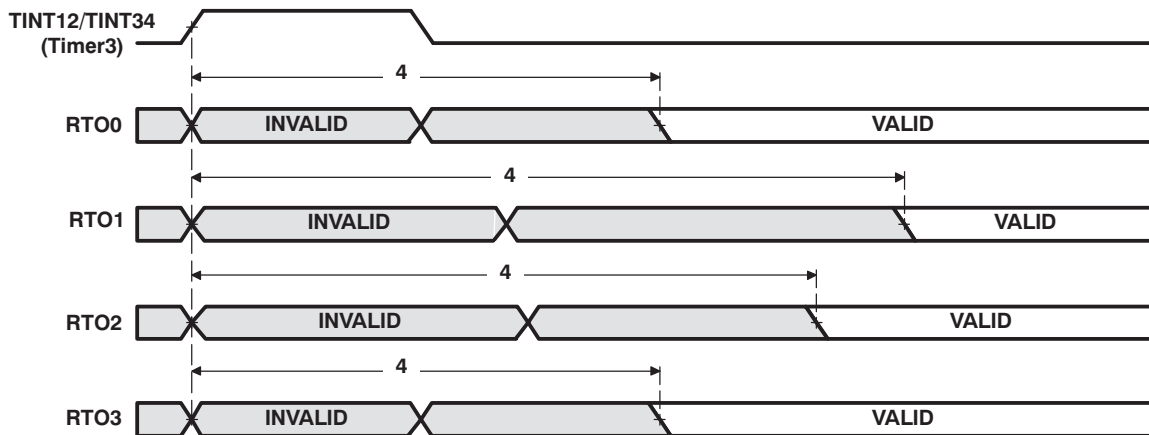 TINT12/TINT34
(Timer3)
4
RTO0 INVALID VALID
4
RTO1 INVALID VALID
4
RTO2 INVALID VALID
4
RTO3 INVALID VALID